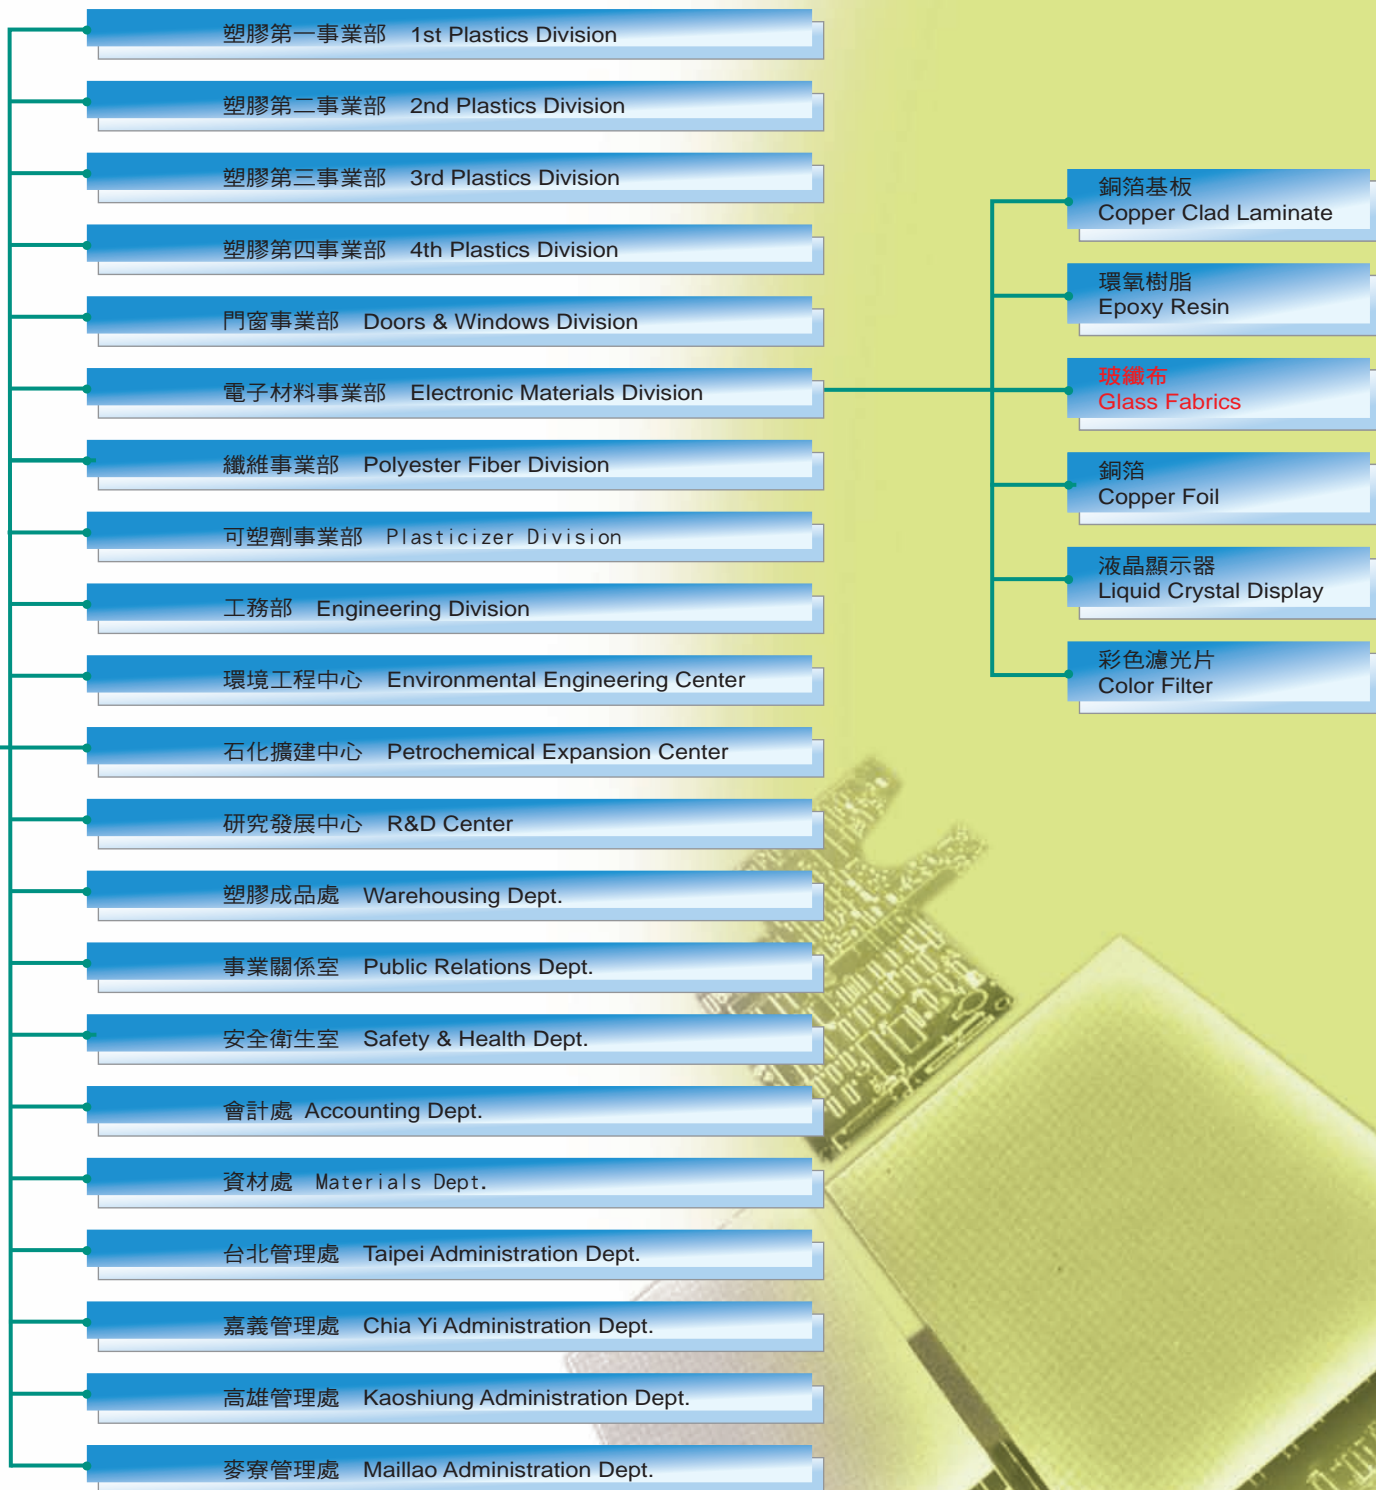 塑膠第一事業部 1st Plastics Division
塑膠第二事業部 2nd Plastics Division
塑膠第三事業部 3rd Plastics Division
塑膠第四事業部 4th Plastics Division
門窗事業部 Doors & Windows Division
電子材料事業部 Electronic Materials Division
纖維事業部 Polyester Fiber Division
可塑劑事業部 Plasticizer Division
工務部 Engineering Division
環境工程中心 Environmental Engineering Center
石化擴建中心 Petrochemical Expansion Center
研究發展中心 R&D Center
塑膠成品處 Warehousing Dept.
事業關係室 Public Relations Dept.
安全衛生室 Safety & Health Dept.
會計處 Accounting Dept.
資材處 Materials Dept.
台北管理處 Taipei Administration Dept.
嘉義管理處 Chia Yi Administration Dept.
高雄管理處 Kaoshiung Administration Dept.
麥寮管理處 Maillao Administration Dept.
銅箔基板
Copper Clad Laminate
環氧樹脂
Epoxy Resin
玻纖布
Glass Fabrics
銅箔
Copper Foil
液晶顯示器
Liquid Crystal Display
彩色濾光片
Color Filter